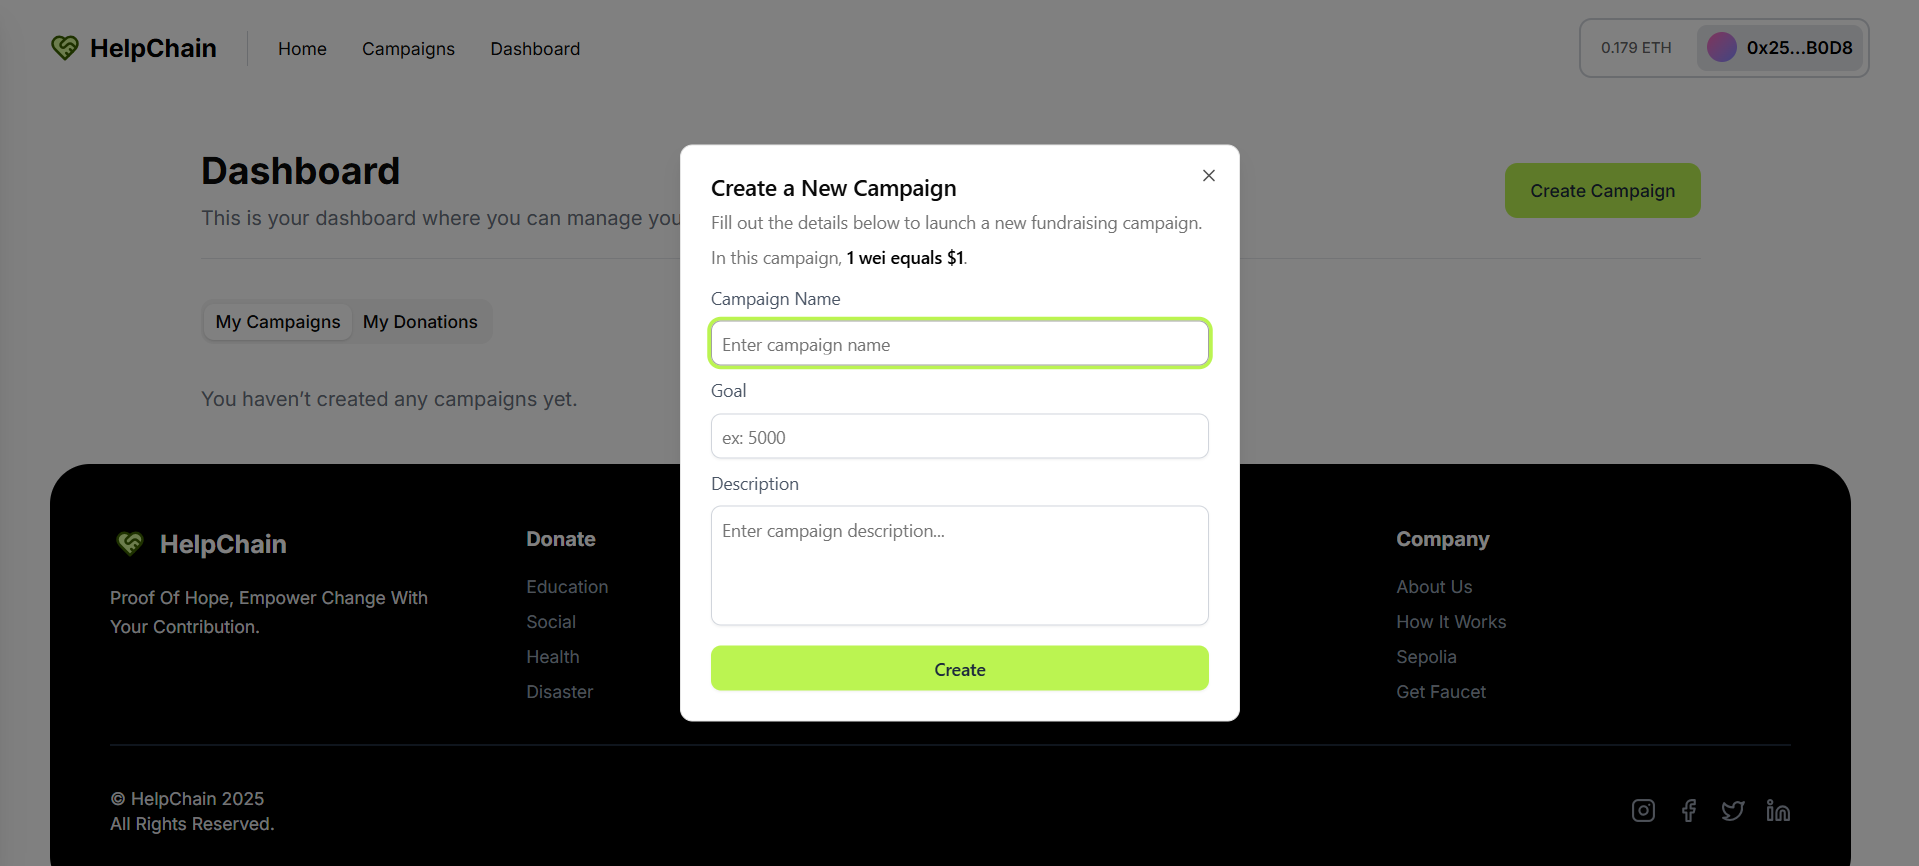 HelpChain
Home
Campaigns
Dashboard
0.179 ETH
0x25...B0D8
Dashboard
This is your dashboard where you can manage you
Create Campaign
My Campaigns
My Donations
You haven’t created any campaigns yet.
Create a New Campaign
Fill out the details below to launch a new fundraising campaign.
In this campaign, 1 wei equals $1.
Campaign Name
Enter campaign name
Goal
ex: 5000
Description
Enter campaign description...
Create
HelpChain
Proof Of Hope, Empower Change With
Your Contribution.
Donate
Education
Social
Health
Disaster
Company
About Us
How It Works
Sepolia
Get Faucet
© HelpChain 2025
All Rights Reserved.